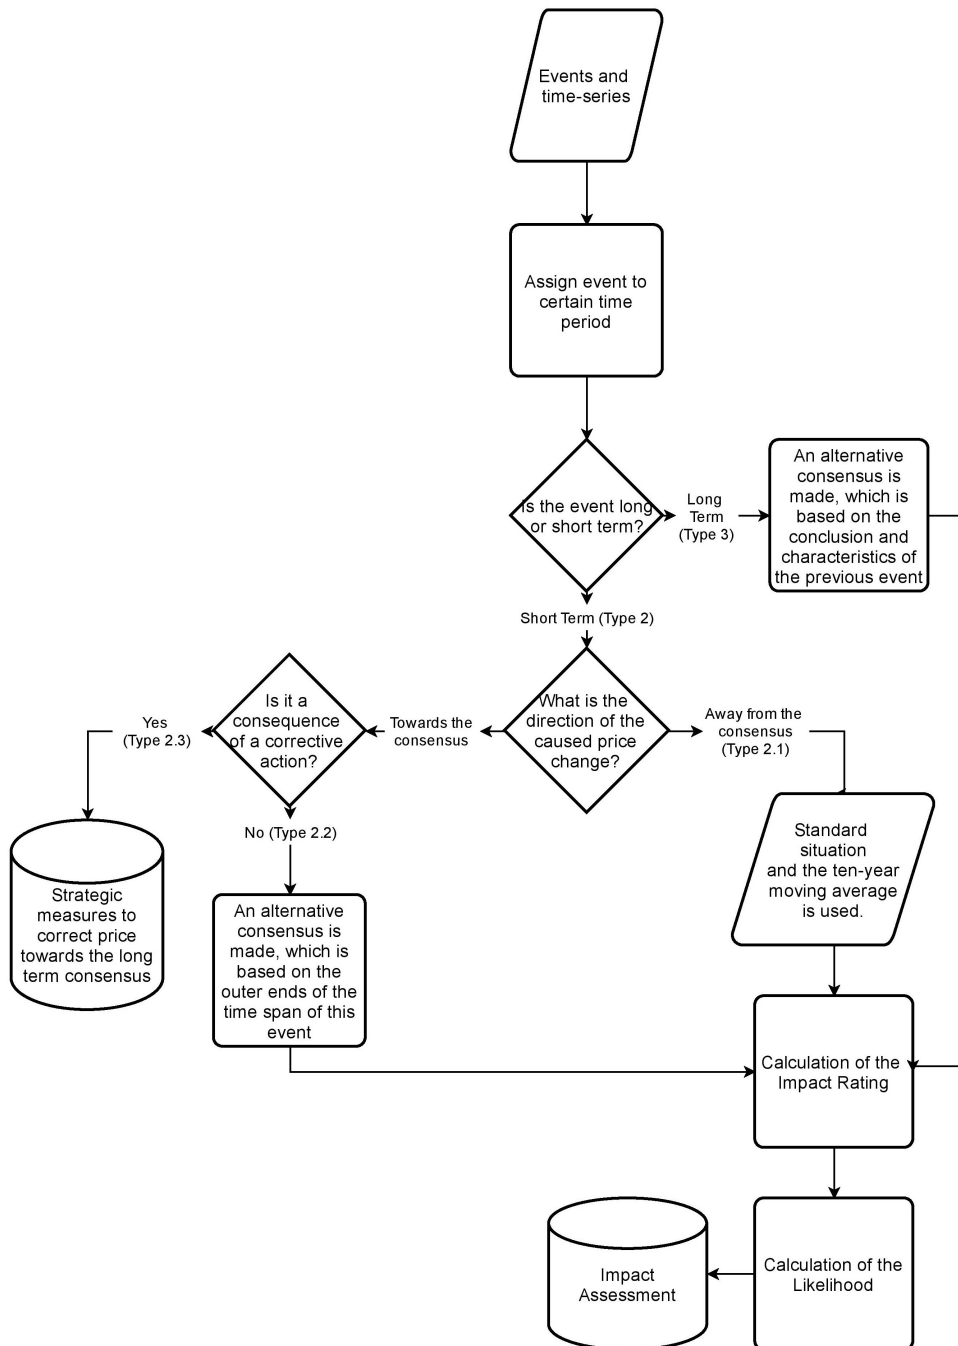 Events and
time-series
Assign event to
certain time
period
Is the event long
or short term?
Long
Term
(Type 3)
An alternative
consensus is
made, which is
based on the
conclusion and
characteristics of
the previous event
Short Term (Type 2)
What is the
direction of the
caused price
change?
Away from the
consensus
(Type 2.1)
Towards the
consensus
Is it a
consequence
of a corrective
action?
Yes
(Type 2.3)
No (Type 2.2)
Strategic
measures to
correct price
towards the long
term consensus
An alternative
consensus is
made, which is
based on the
outer ends of the
time span of this
event
Standard
situation
and the ten-year
moving average
is used.
Calculation of the
Impact Rating
Calculation of the
Likelihood
Impact
Assessment